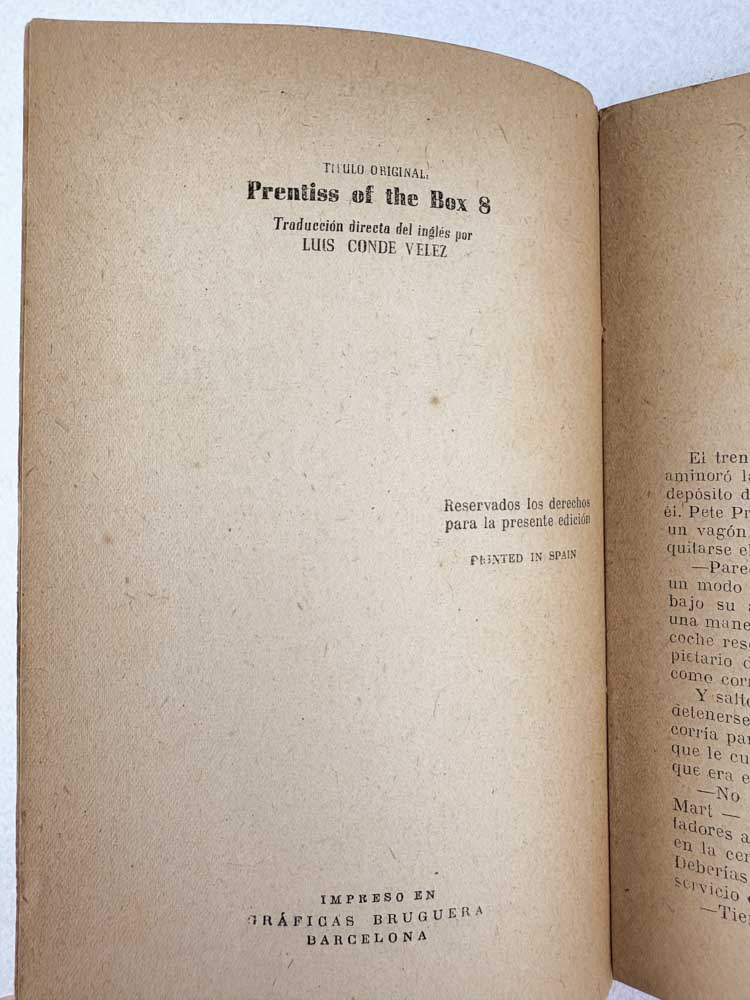 TITULO ORIGINAL:
Prentiss of the Box 8
Traducción directa del inglés por
LUIS CONDE VELEZ
Reservados los derechos
para la presente edición
PRINTED IN SPAIN
IMPRESO EN
GRÁFICAS BRUGUERA
BARCELONA
El tren
aminoró la
depósito d
él. Pete Pr
un vagón,
quitarse el
—Pare
un modo
bajo su
una mane
coche res
pietario
como corr
Y salto
detenerse
corría par
que le cu
que era e
—No
Mart —
tadores a
en la cer
Deberías
servicio
—Tie